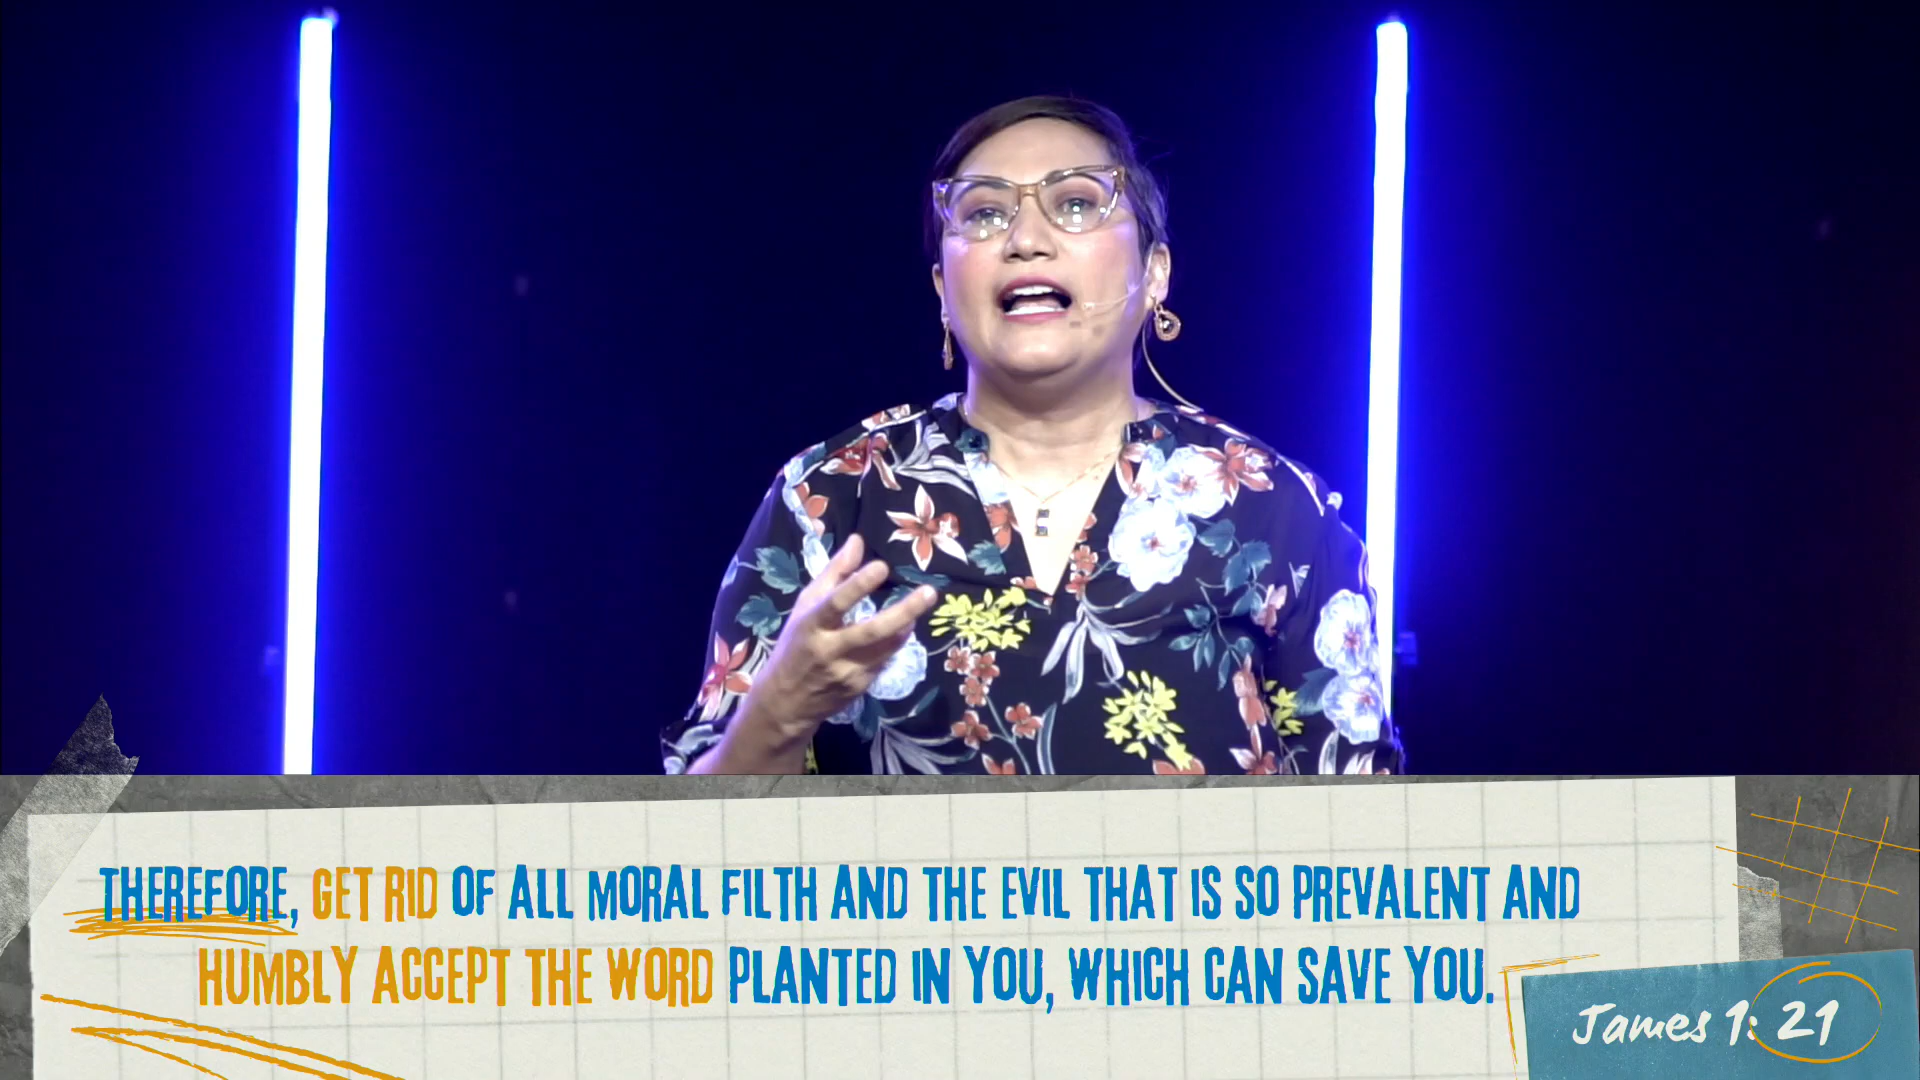 THEREFORE, GET RID OF ALL MORAL FILTH AND THE EVIL THAT IS SO PREVALENT AND
HUMBLY ACCEPT THE WORD PLANTED IN YOU, WHICH CAN SAVE YOU.
James 1: 21